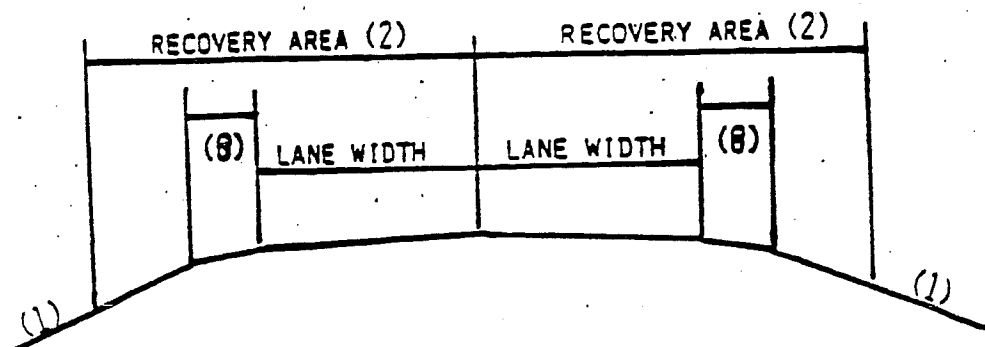 RECOVERY AREA (2) RECOVERY AREA (2)
(8) LANE WIDTH LANE WIDTH (8)
(1) (1)